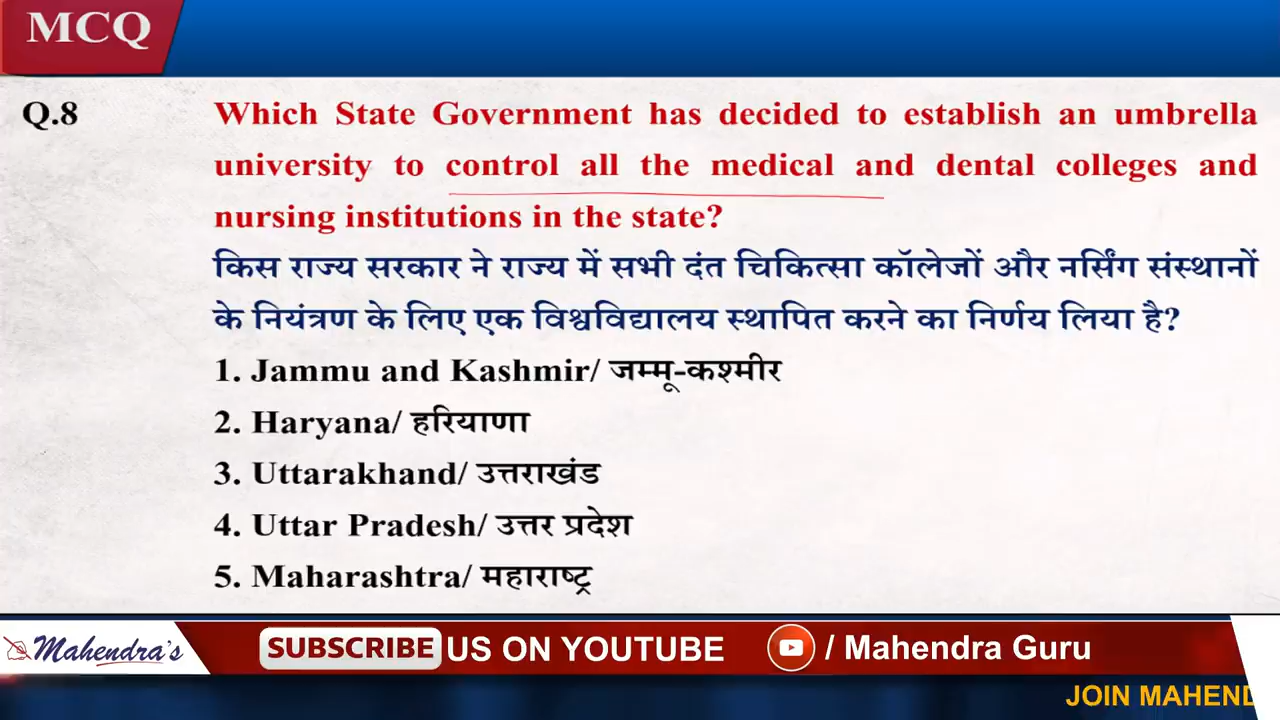 MCQ
Q.8
Which State Government has decided to establish an umbrella
university to control all the medical and dental colleges and
nursing institutions in the state?
किस राज्य सरकार ने राज्य में सभी दंत चिकित्सा कॉलेजों और नर्सिंग संस्थानों
के नियंत्रण के लिए एक विश्वविद्यालय स्थापित करने का निर्णय लिया है?
1. Jammu and Kashmir/ जम्मू-कश्मीर
2. Haryana/ हरियाणा
3. Uttarakhand/ उत्तराखंड
4. Uttar Pradesh/ उत्तर प्रदेश
5. Maharashtra/ महाराष्ट्र
Mahendra's
SUBSCRIBE US ON YOUTUBE
/ Mahendra Guru
JOIN MAHEND